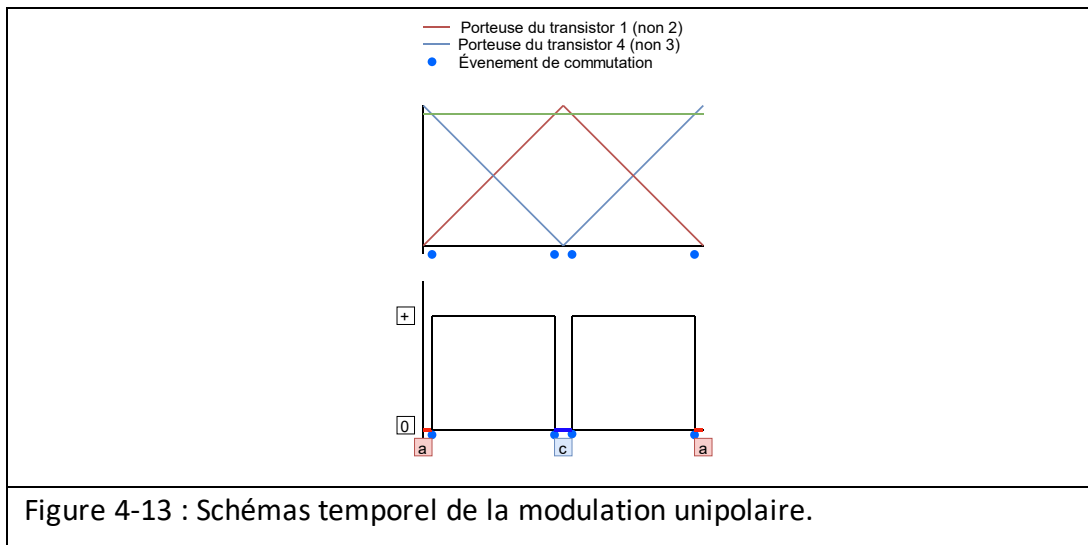 Porteuse du transistor 1 (non 2)
Porteuse du transistor 4 (non 3)
Évenement de commutation
+
0
a
c
a
Figure 4-13 : Schémas temporel de la modulation unipolaire.